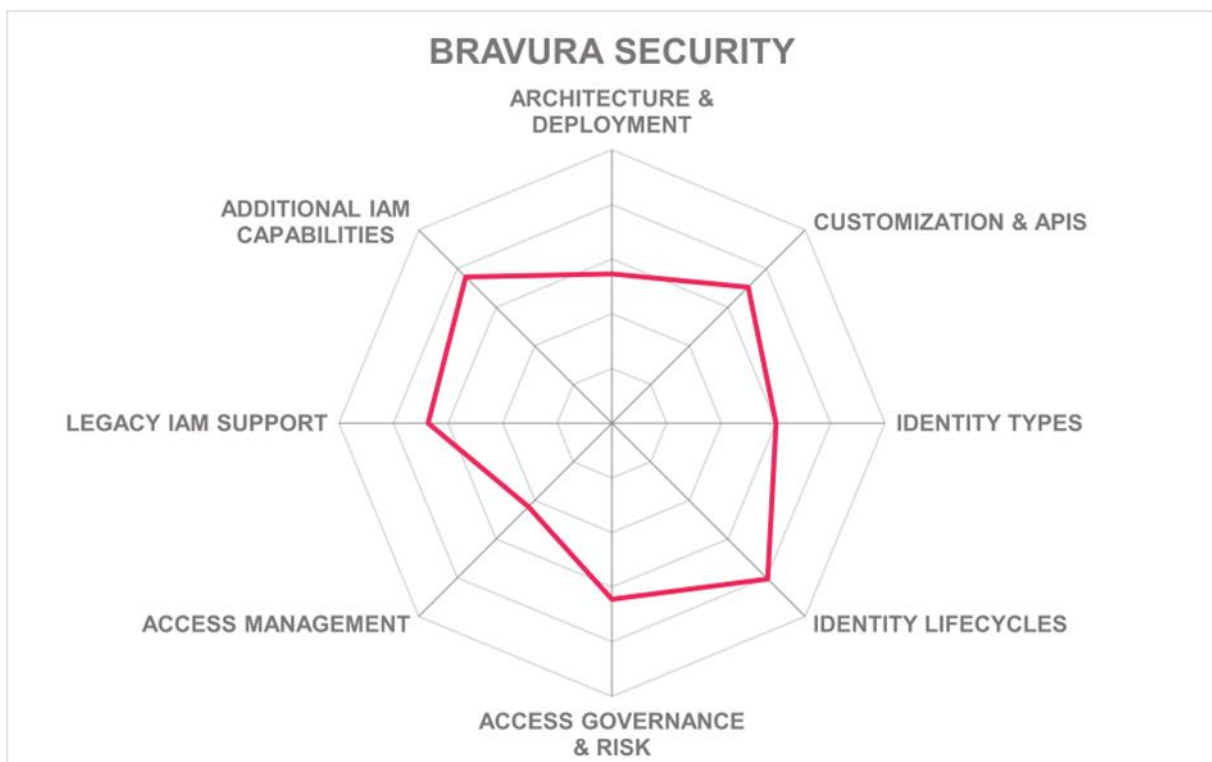 BRAVURA SECURITY
ARCHITECTURE &
DEPLOYMENT
ADDITIONAL IAM
CAPABILITIES
CUSTOMIZATION & APIS
LEGACY IAM SUPPORT
IDENTITY TYPES
ACCESS MANAGEMENT
IDENTITY LIFECYCLES
ACCESS GOVERNANCE
& RISK